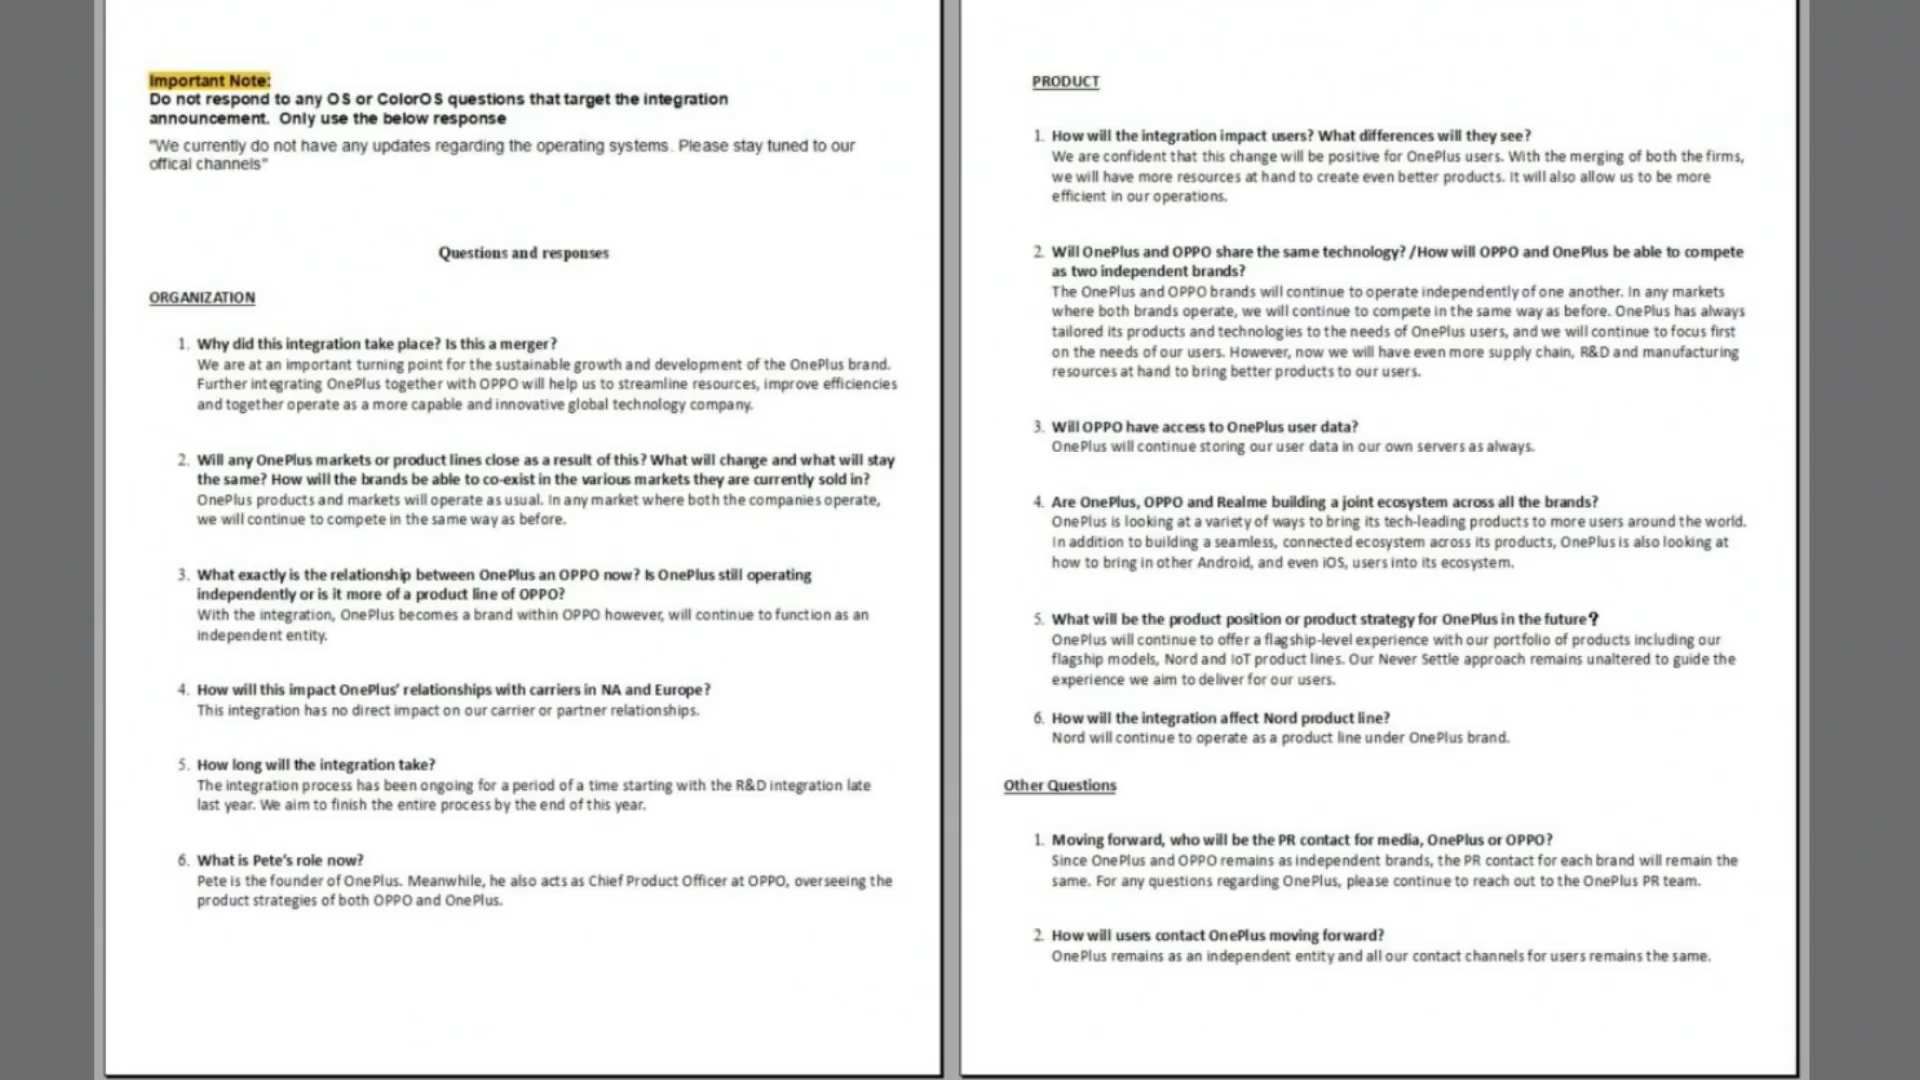 Important Note:
Do not respond to any OS or ColorOS questions that target the integration
announcement.  Only use the below response
"We currently do not have any updates regarding the operating systems. Please stay tuned to our
offical channels"
Questions and responses
ORGANIZATION
1. Why did this integration take place? Is this a merger?
We are at an important turning point for the sustainable growth and development of the OnePlus brand.
Further integrating OnePlus together with OPPO will help us to streamline resources, improve efficiencies
and together operate as a more capable and innovative global technology company.
2. Will any OnePlus markets or product lines close as a result of this? What will change and what will stay
the same? How will the brands be able to co-exist in the various markets they are currently sold in?
OnePlus products and markets will operate as usual. In any market where both the companies operate,
we will continue to compete in the same way as before.
3. What exactly is the relationship between OnePlus an OPPO now? Is OnePlus still operating
independently or is it more of a product line of OPPO?
With the integration, OnePlus becomes a brand within OPPO however, will continue to function as an
independent entity.
4. How will this impact OnePlus' relationships with carriers in NA and Europe?
This integration has no direct impact on our carrier or partner relationships.
5. How long will the integration take?
The integration process has been ongoing for a period of a time starting with the R&D integration late
last year. We aim to finish the entire process by the end of this year.
6. What is Pete's role now?
Pete is the founder of OnePlus. Meanwhile, he also acts as Chief Product Officer at OPPO, overseeing the
product strategies of both OPPO and OnePlus.
PRODUCT
1. How will the integration impact users? What differences will they see?
We are confident that this change will be positive for OnePlus users. With the merging of both the firms,
we will have more resources at hand to create even better products. It will also allow us to be more
efficient in our operations.
2. Will OnePlus and OPPO share the same technology? /How will OPPO and OnePlus be able to compete
as two independent brands?
The OnePlus and OPPO brands will continue to operate independently of one another. In any markets
where both brands operate, we will continue to compete in the same way as before. OnePlus has always
tailored its products and technologies to the needs of OnePlus users, and we will continue to focus first
on the needs of our users. However, now we will have even more supply chain, R&D and manufacturing
resources at hand to bring better products to our users.
3. Will OPPO have access to OnePlus user data?
OnePlus will continue storing our user data in our own servers as always.
4. Are OnePlus, OPPO and Realme building a joint ecosystem across all the brands?
OnePlus is looking at a variety of ways to bring its tech-leading products to more users around the world.
In addition to building a seamless, connected ecosystem across its products, OnePlus is also looking at
how to bring in other Android, and even iOS, users into its ecosystem.
5. What will be the product position or product strategy for OnePlus in the future?
OnePlus will continue to offer a flagship-level experience with our portfolio of products including our
flagship models, Nord and IoT product lines. Our Never Settle approach remains unaltered to guide the
experience we aim to deliver for our users.
6. How will the integration affect Nord product line?
Nord will continue to operate as a product line under OnePlus brand.
Other Questions
1. Moving forward, who will be the PR contact for media, OnePlus or OPPO?
Since OnePlus and OPPO remains as independent brands, the PR contact for each brand will remain the
same. For any questions regarding OnePlus, please continue to reach out to the OnePlus PR team.
2. How will users contact OnePlus moving forward?
OnePlus remains as an independent entity and all our contact channels for users remains the same.